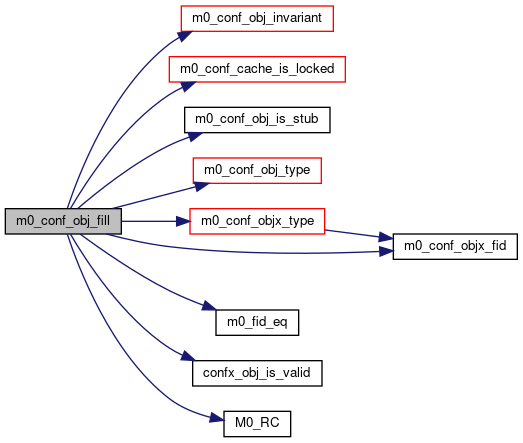 m0_conf_obj_invariant
m0_conf_cache_is_locked
m0_conf_obj_is_stub
m0_conf_obj_type
m0_conf_obj_fill
m0_conf_objx_type
m0_conf_objx_fid
m0_fid_eq
confx_obj_is_valid
M0_RC